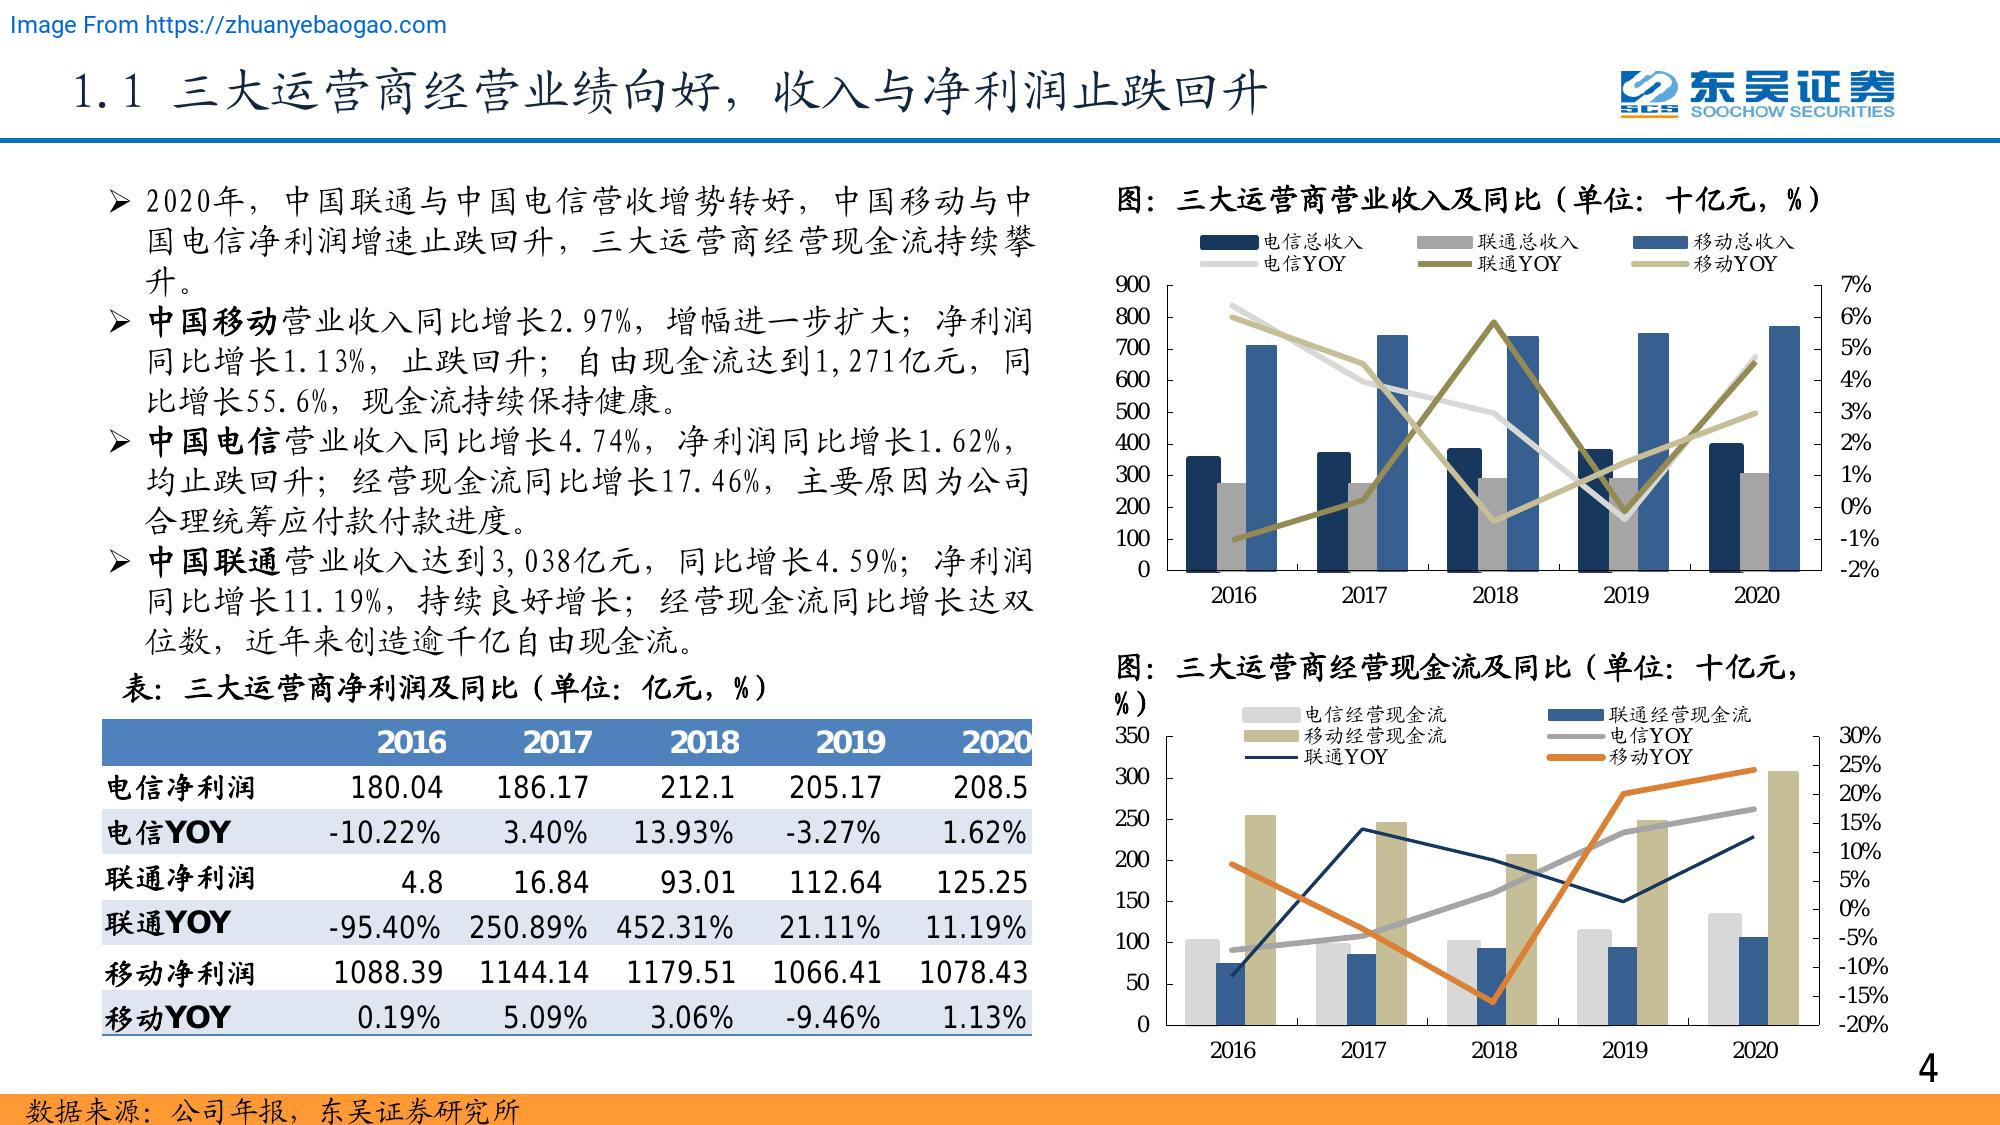 Image From https://zhuanyebaogao.com
1.1 三大运营商经营业绩向好，收入与净利润止跌回升
东吴证券
SCS SOOCHOW SECURITIES
➢ 2020年，中国联通与中国电信营收增势转好，中国移动与中
国电信净利润增速止跌回升，三大运营商经营现金流持续攀
升。
➢ 中国移动营业收入同比增长2.97%，增幅进一步扩大；净利润
同比增长1.13%，止跌回升；自由现金流达到1,271亿元，同
比增长55.6%，现金流持续保持健康。
➢ 中国电信营业收入同比增长4.74%，净利润同比增长1.62%，
均止跌回升；经营现金流同比增长17.46%，主要原因为公司
合理统筹应付款付款进度。
➢ 中国联通营业收入达到3,038亿元，同比增长4.59%；净利润
同比增长11.19%，持续良好增长；经营现金流同比增长达双
位数，近年来创造逾千亿自由现金流。
表：三大运营商净利润及同比（单位：亿元，%）
2016 2017 2018 2019 2020
电信净利润 180.04 186.17 212.1 205.17 208.5
电信YOY -10.22% 3.40% 13.93% -3.27% 1.62%
联通净利润 4.8 16.84 93.01 112.64 125.25
联通YOY -95.40% 250.89% 452.31% 21.11% 11.19%
移动净利润 1088.39 1144.14 1179.51 1066.41 1078.43
移动YOY 0.19% 5.09% 3.06% -9.46% 1.13%
图：三大运营商营业收入及同比（单位：十亿元，%）
电信总收入 联通总收入 移动总收入
电信YOY 联通YOY 移动YOY
900 7%
800 6%
700 5%
600 4%
500 3%
400 2%
300 1%
200 0%
100 -1%
0 -2%
2016 2017 2018 2019 2020
图：三大运营商经营现金流及同比（单位：十亿元，
%）
电信经营现金流 联通经营现金流
移动经营现金流 电信YOY
联通YOY 移动YOY
350 30%
25%
300 20%
250 15%
200 10%
5%
150 0%
100 -5%
-10%
50 -15%
0 -20%
2016 2017 2018 2019 2020
4
数据来源：公司年报，东吴证券研究所